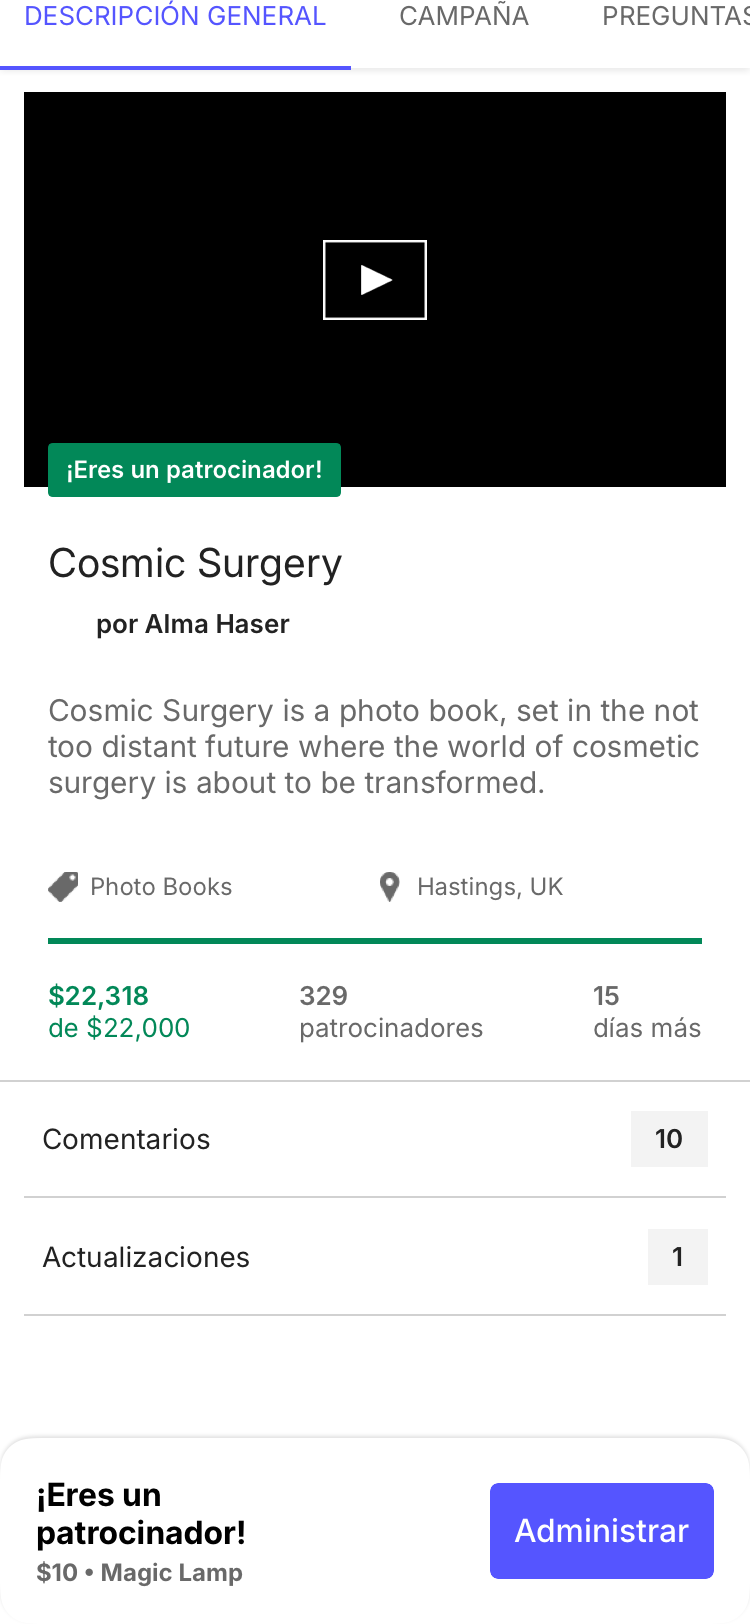 DESCRIPCIÓN GENERAL CAMPAÑA PREGUNTAS
¡Eres un patrocinador!
Cosmic Surgery
por Alma Haser
Cosmic Surgery is a photo book, set in the not
too distant future where the world of cosmetic
surgery is about to be transformed.
Photo Books Hastings, UK
$22,318 329 15
de $22,000 patrocinadores días más
Comentarios 10
Actualizaciones 1
¡Eres un
patrocinador!
$10 • Magic Lamp
Administrar